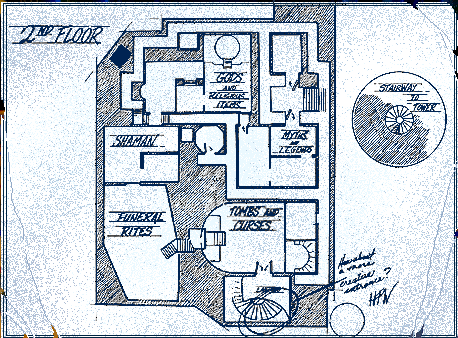 2ND FLOOR
GODS
AND
RELIGIOUS
ITEMS
STAIRWAY
TO
TOWER
SHAMAN
MYTHS
AND
LEGENDS
FUNERAL
RITES
TOMBS AND
CURSES
How about
a more
creative
entrance?